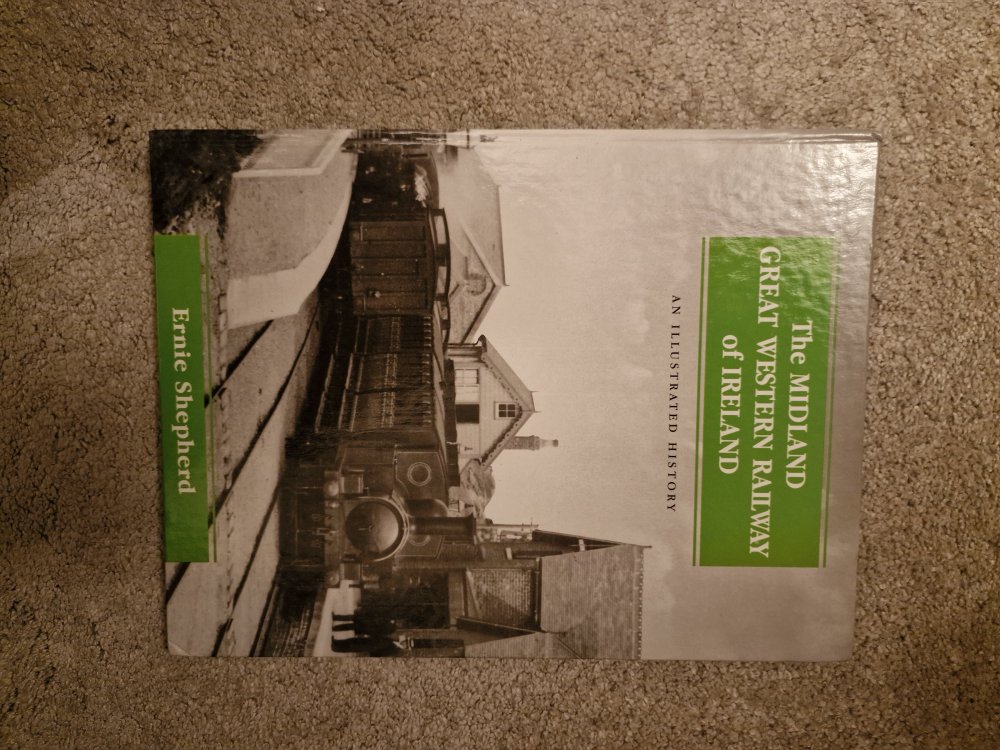 The MIDLAND
GREAT WESTERN RAILWAY
of IRELAND
AN ILLUSTRATED HISTORY
Ernie Shepherd